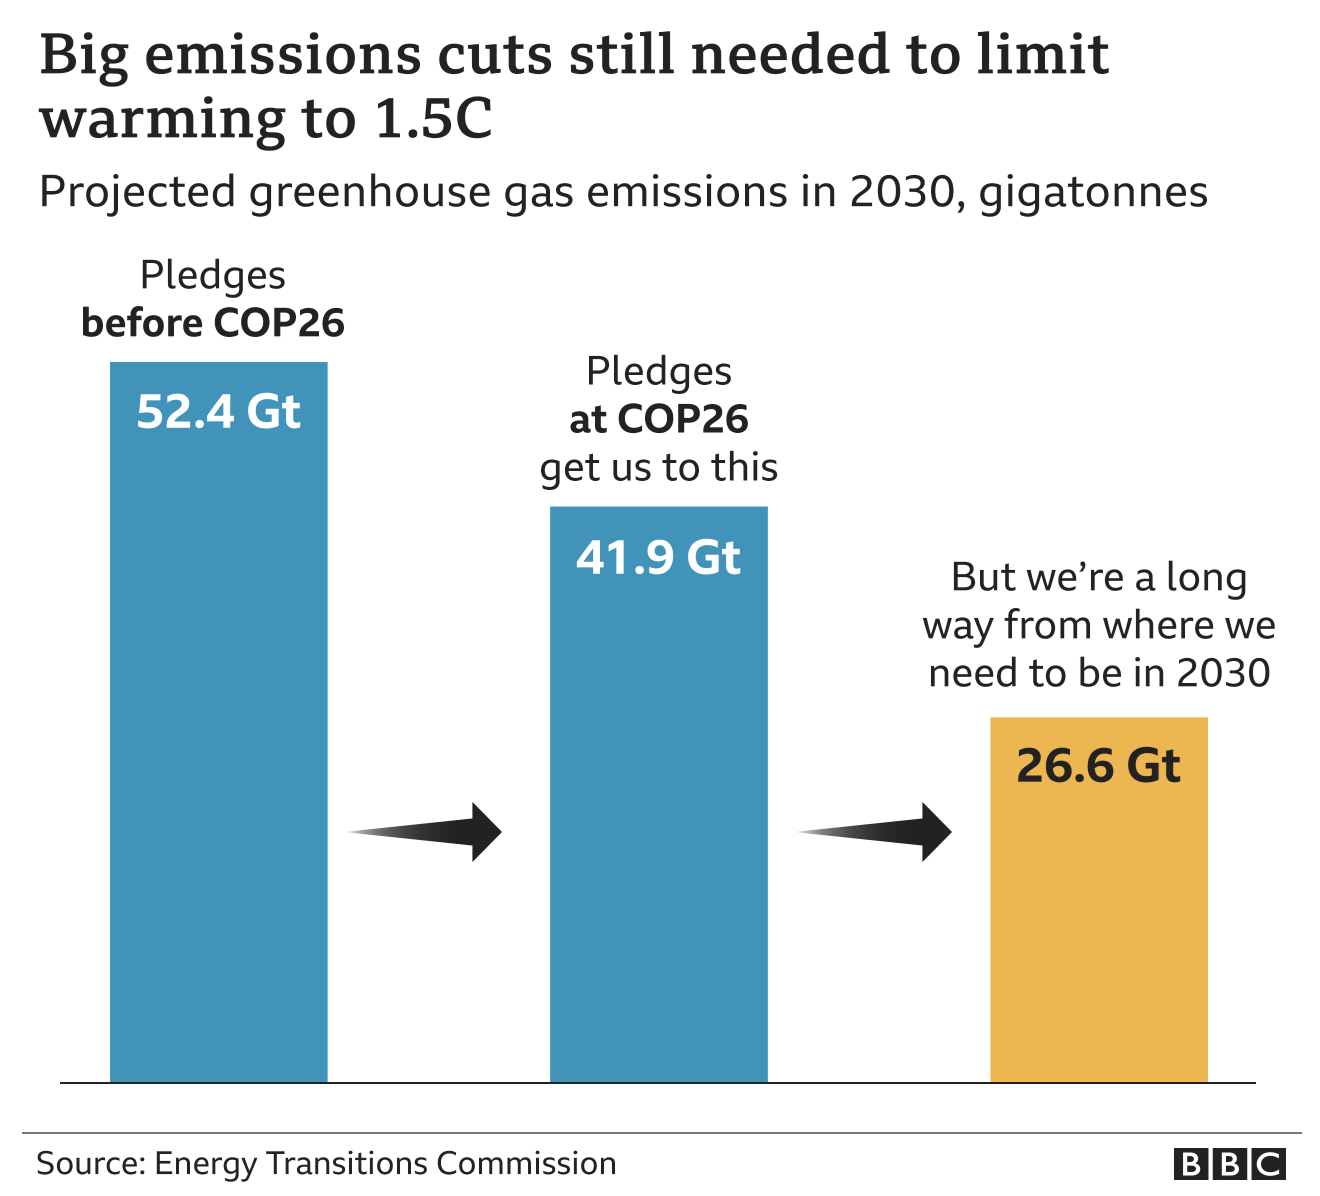 Big emissions cuts still needed to limit
warming to 1.5C
Projected greenhouse gas emissions in 2030, gigatonnes
Pledges
before COP26
52.4 Gt
Pledges
at COP26
get us to this
41.9 Gt
But we’re a long
way from where we
need to be in 2030
26.6 Gt
Source: Energy Transitions Commission
BBC